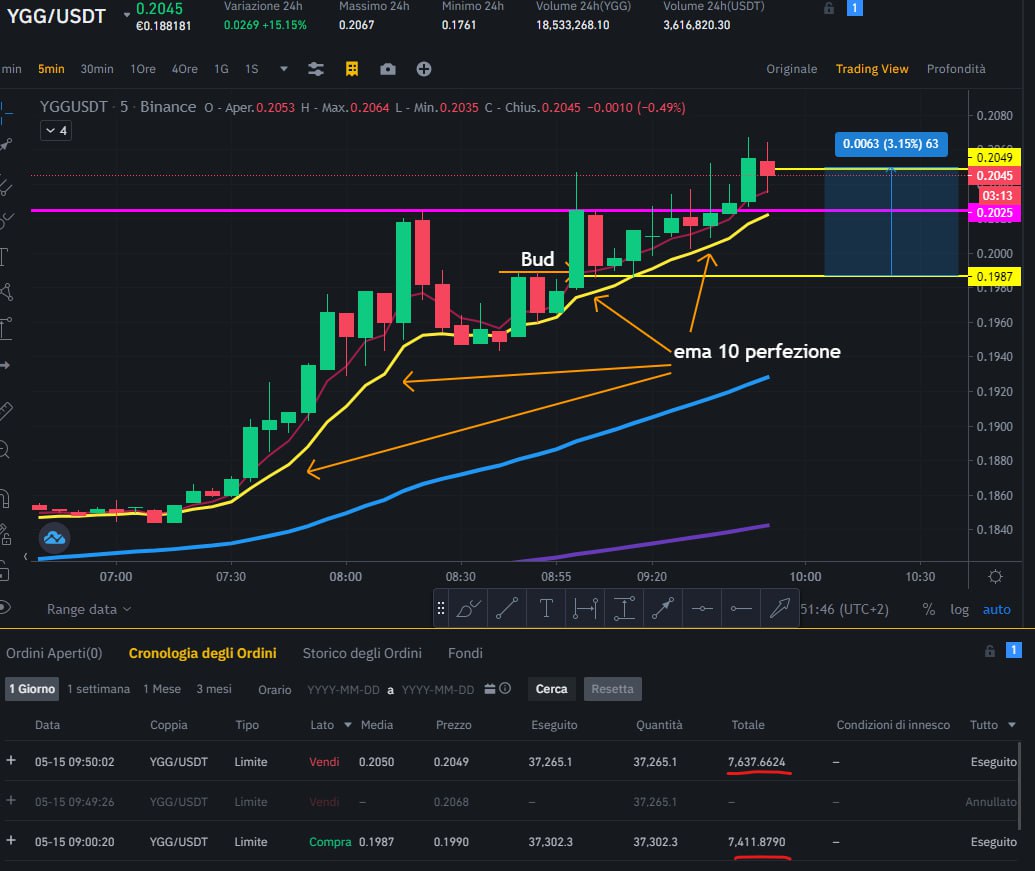 YGG/USDT
0.2045
€0.188181
Variazione 24h
0.0269 +15.15%
Massimo 24h
0.2067
Minimo 24h
0.1761
Volume 24h(YGG)
18,533,268.10
Volume 24h(USDT)
3,616,820.30
1
min 5min 30min 1Ore 4Ore 1G 1S
Originale Trading View Profondità
YGGUSDT · 5 · Binance O - Aper.0.2053 H - Max.0.2064 L - Min.0.2035 C - Chius.0.2045 −0.0010 (−0.49%)
4
0.0063 (3.15%) 63
0.2080
0.2049
0.2045
03:13
0.2025
0.2000
0.1987
0.1980
0.1960
0.1940
0.1920
0.1900
0.1880
0.1860
0.1840
Bud
ema 10 perfezione
07:00 07:30 08:00 08:30 08:55 09:20 10:00 10:30
Range data
51:46 (UTC+2) % log auto
Ordini Aperti(0) Cronologia degli Ordini Storico degli Ordini Fondi
1
1 Giorno 1 settimana 1 Mese 3 mesi Orario YYYY-MM-DD a YYYY-MM-DD Cerca Resetta
Data Coppia Tipo Lato Media Prezzo Eseguito Quantità Totale Condizioni di innesco Tutto
+ 05-15 09:50:02 YGG/USDT Limite Vendi 0.2050 0.2049 37,265.1 37,265.1 7,637.6624 – Eseguito
+ 05-15 09:49:26 YGG/USDT Limite Vendi – 0.2068 – 37,265.1 – – Annullato
+ 05-15 09:00:20 YGG/USDT Limite Compra 0.1987 0.1990 37,302.3 37,302.3 7,411.8790 – Eseguito